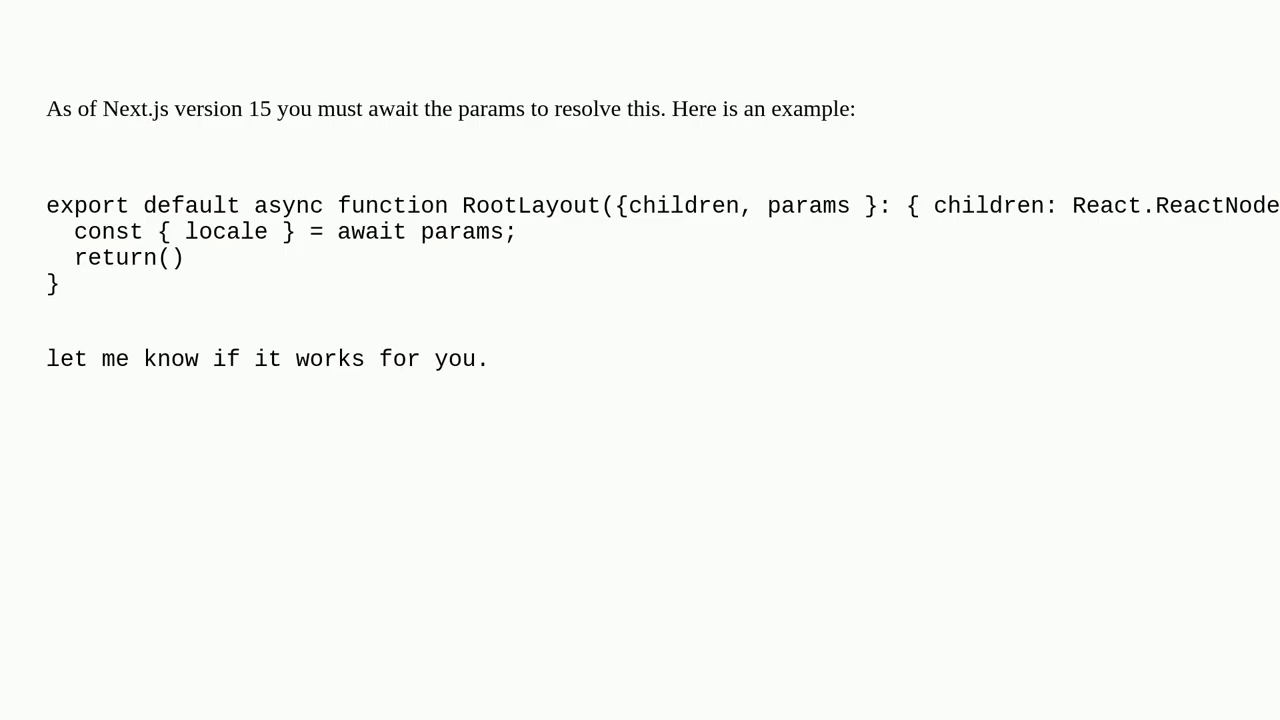 As of Next.js version 15 you must await the params to resolve this. Here is an example:
export default async function RootLayout({children, params }: { children: React.ReactNode
  const { locale } = await params;
  return()
}
let me know if it works for you.